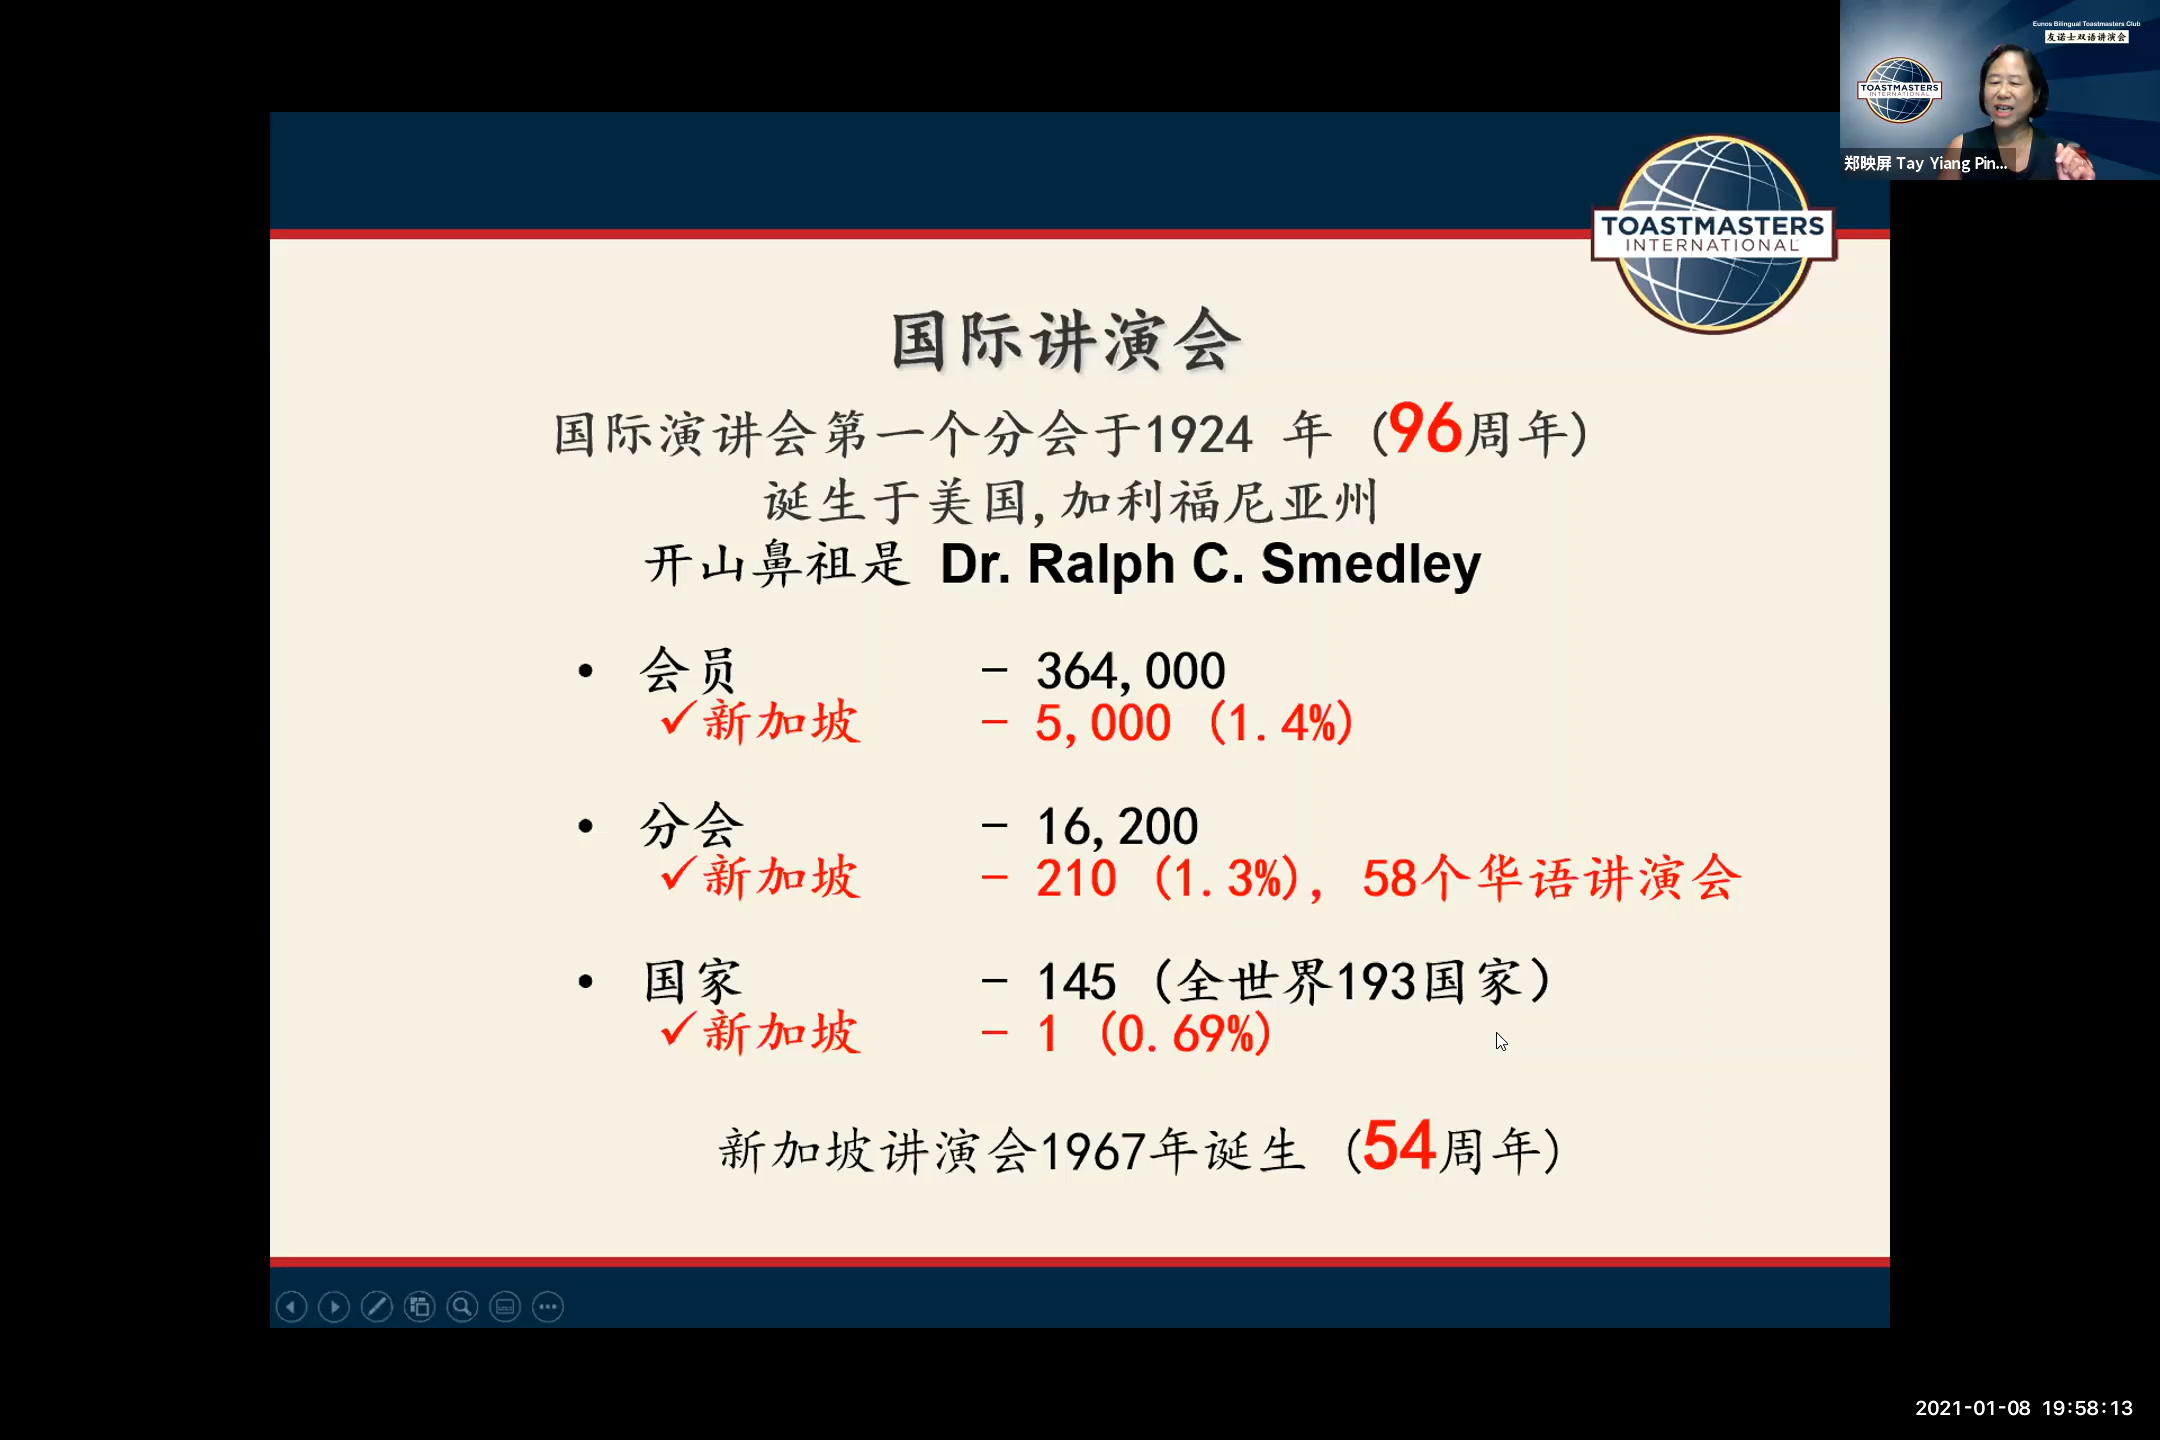 Eunos Bilingual Toastmasters Club
友诺士双语讲演会
TOASTMASTERS
INTERNATIONAL
郑映屏 Tay Yiang Pin...
TOASTMASTERS
INTERNATIONAL
国际讲演会
国际演讲会第一个分会于1924 年 (96周年)
诞生于美国,加利福尼亚州
开山鼻祖是 Dr. Ralph C. Smedley
• 会员 - 364,000
✓新加坡 - 5,000 (1.4%)
• 分会 - 16,200
✓新加坡 - 210 (1.3%), 58个华语讲演会
• 国家 - 145 (全世界193国家)
✓新加坡 - 1 (0.69%)
新加坡讲演会1967年诞生 (54周年)
2021-01-08 19:58:13